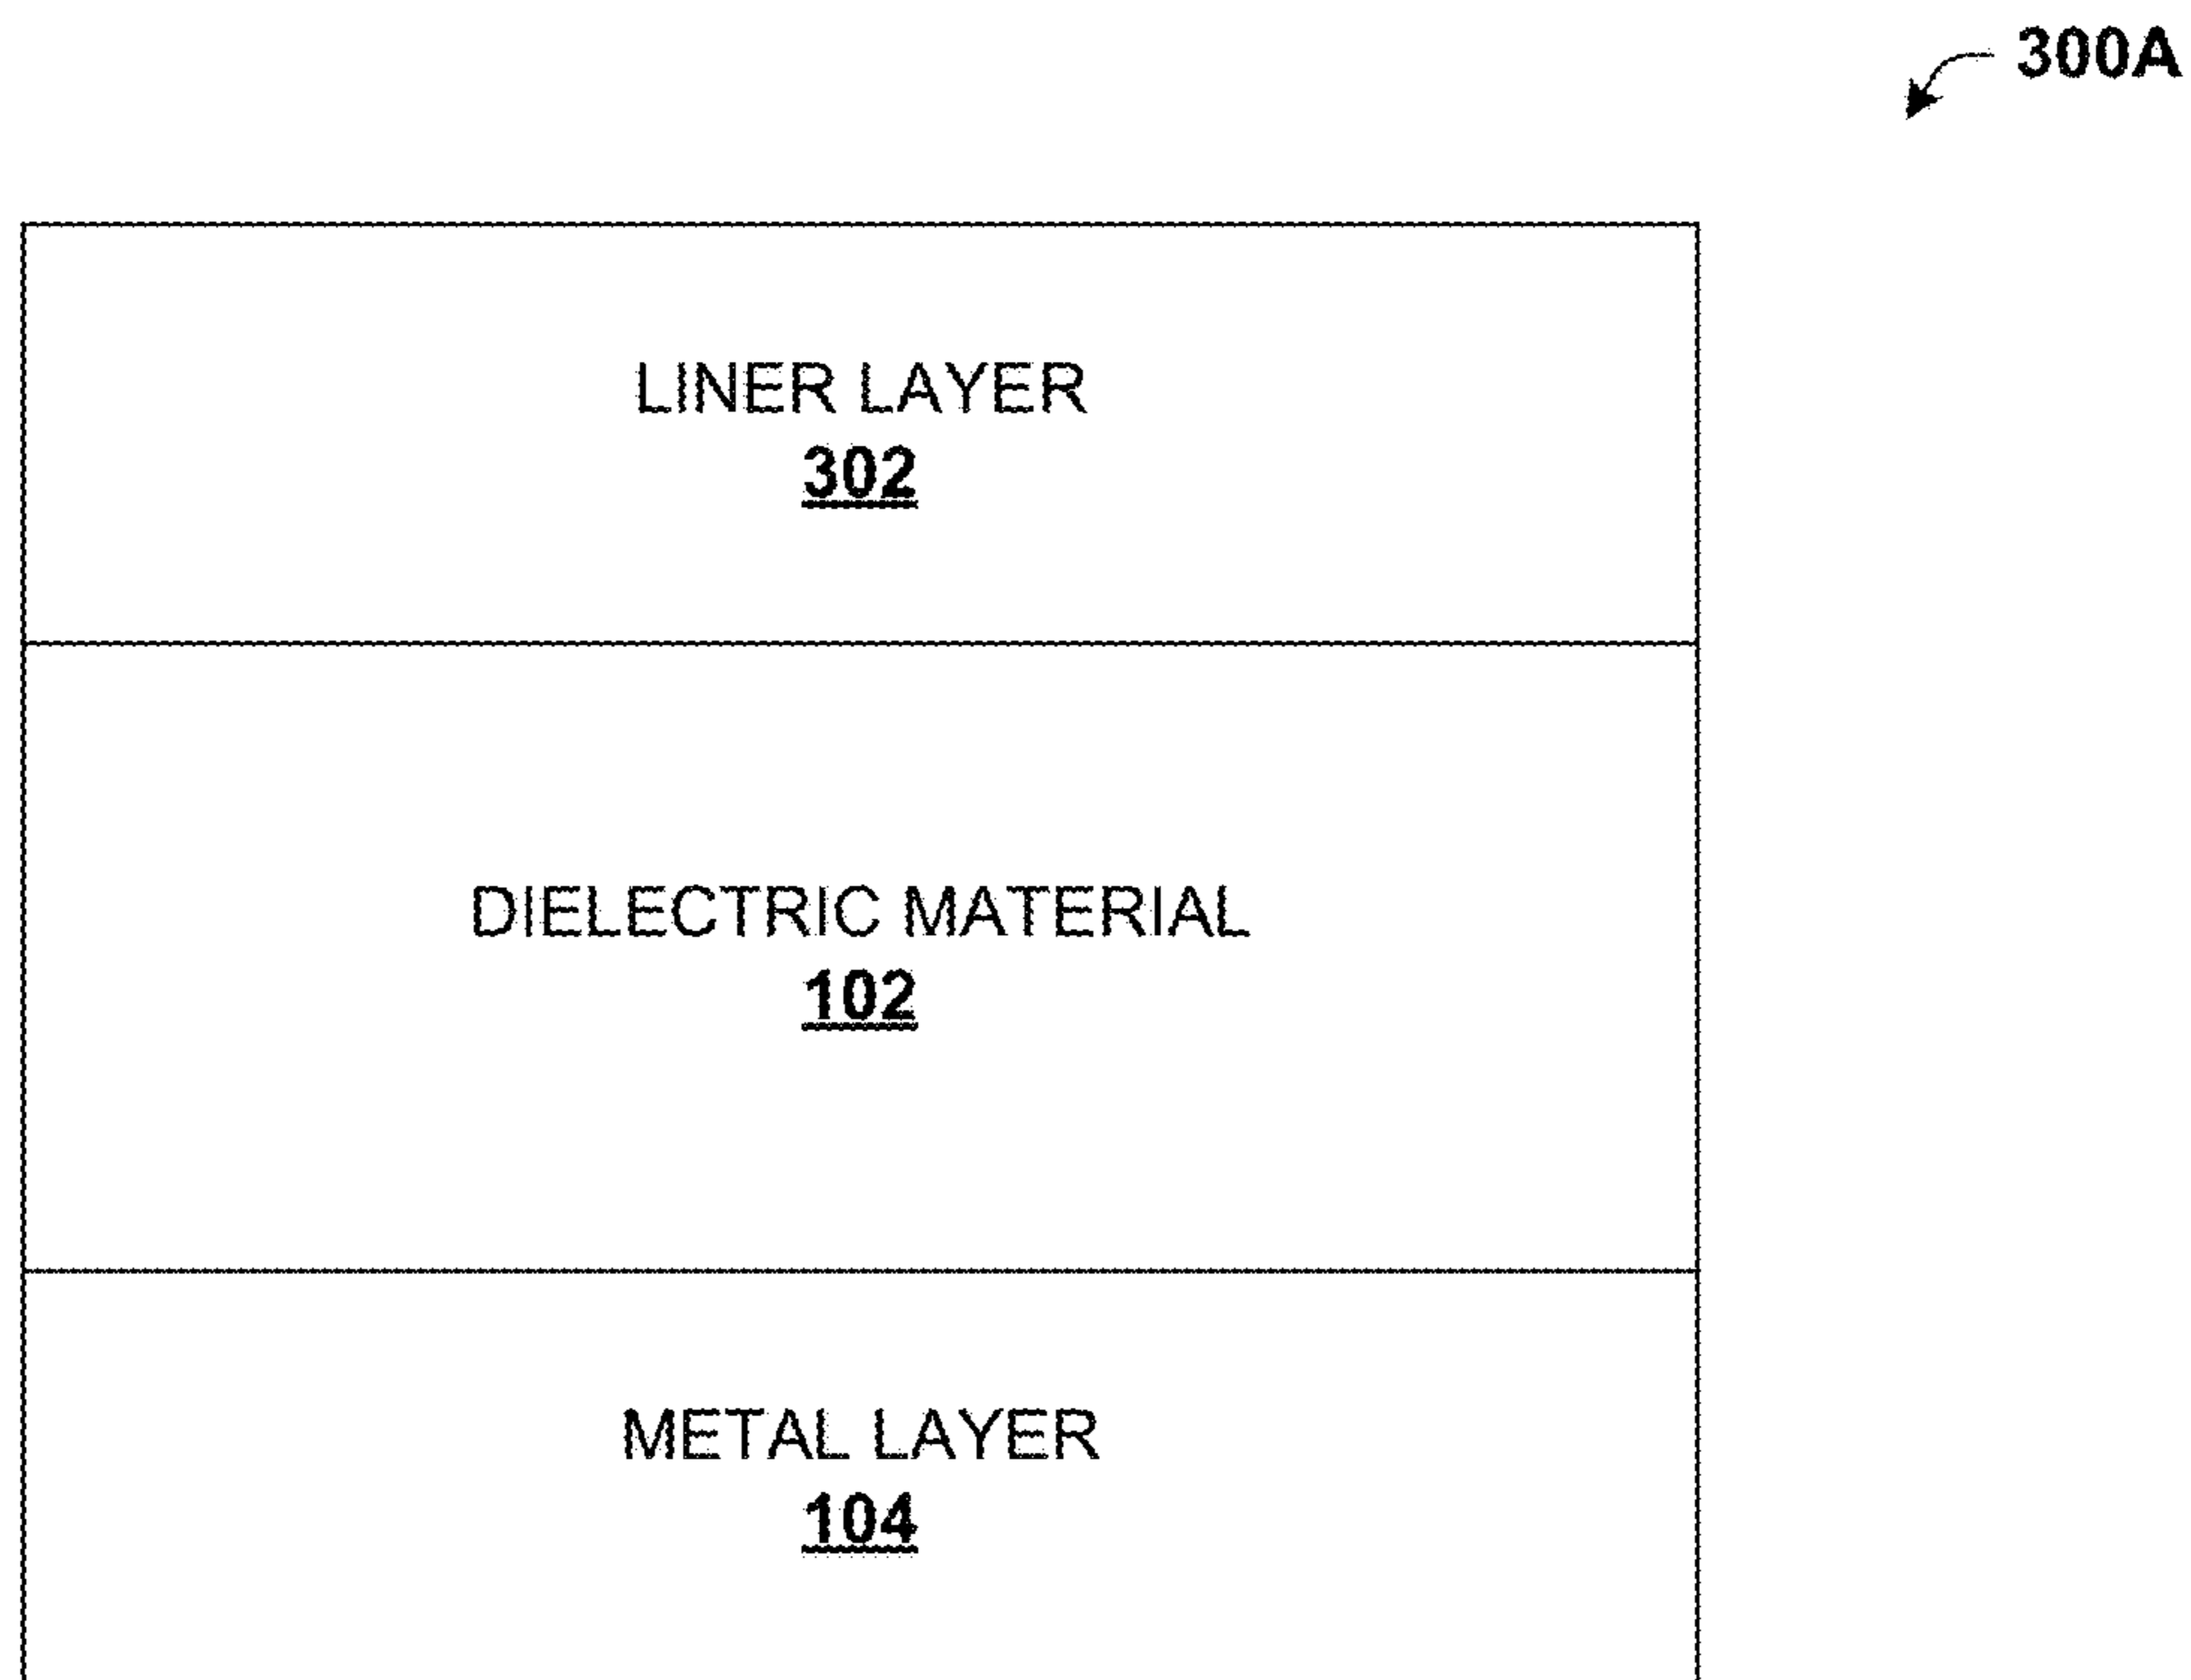 300A
LINER LAYER
302
DIELECTRIC MATERIAL
102
METAL LAYER
104